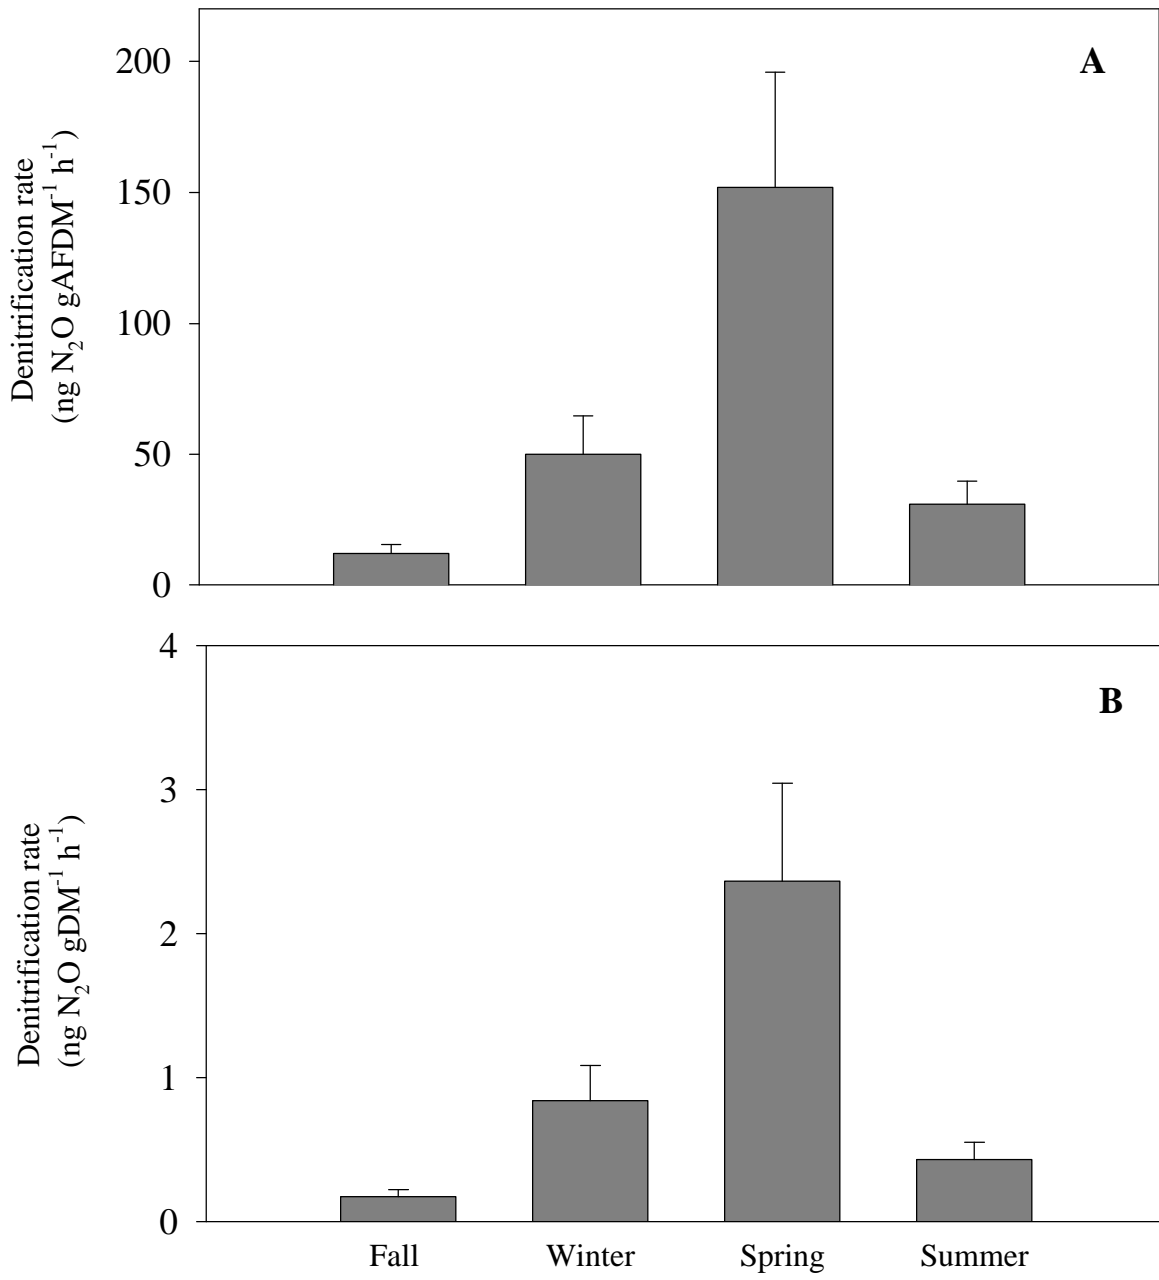 A
Denitrification rate
(ng N₂O gAFDM⁻¹ h⁻¹)
200
150
100
50
0
B
Denitrification rate
(ng N₂O gDM⁻¹ h⁻¹)
4
3
2
1
0
Fall Winter Spring Summer